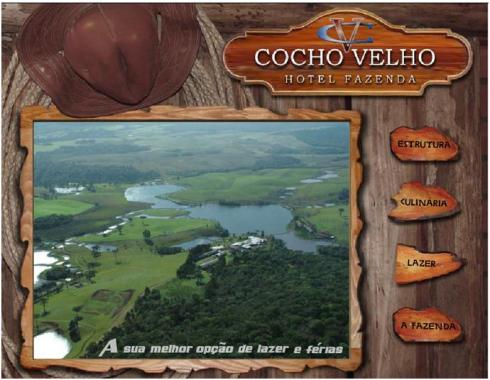 CV
COCHO VELHO
HOTEL FAZENDA
ESTRUTURA
CULINÁRIA
LAZER
A FAZENDA
A sua melhor opção de lazer e férias